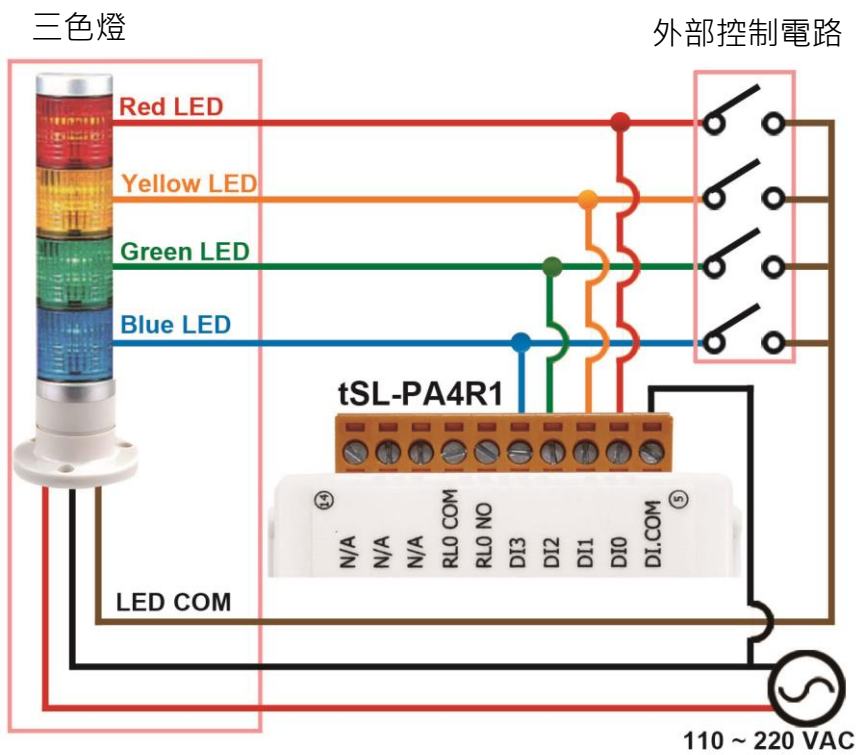 三色燈
外部控制電路
Red LED
Yellow LED
Green LED
Blue LED
tSL-PA4R1
14
N/A
N/A
N/A
RL0 COM
RL0 NO
DI3
DI2
DI1
DI0
DI.COM
5
LED COM
110 ~ 220 VAC